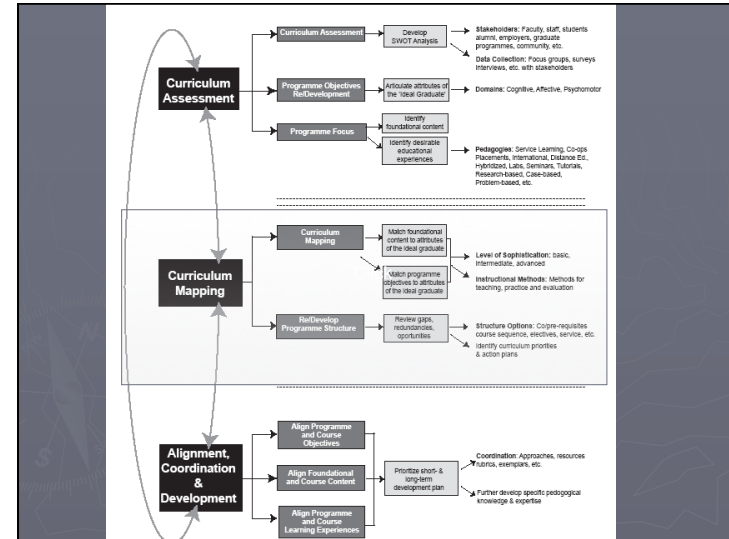 Curriculum
Assessment
Curriculum Assessment
Develop
SWOT Analysis
Stakeholders: Faculty, staff, students
alumni, employers, graduate
programmes, community, etc.
Data Collection: Focus groups, surveys
Interviews, etc. with stakeholders
Programme Objectives
Re/Development
Articulate attributes of
the 'Ideal Graduate'
Domains: Cognitive, Affective, Psychomotor
Programme Focus
Identify
foundational content
Identify desirable
educational
experiences
Pedagogies: Service Learning, Co-ops
Placements, International, Distance Ed.,
Hybridized, Labs, Seminars, Tutorials,
Research-based, Case-based,
Problem-based, etc.
Curriculum
Mapping
Curriculum
Mapping
Match foundational
content to attributes
of the ideal graduate
Match programme
objectives to attributes
of the ideal graduate
Level of Sophistication: basic,
Intermediate, advanced
Instructional Methods: Methods for
teaching, practice and evaluation
Re/Develop
Programme Structure
Review gaps,
redundancies,
oportunities
Structure Options: Co/pre-requisites
course sequence, electives, service, etc.
Identify curriculum priorities
& action plans
Alignment,
Coordination
&
Development
Align Programme
and Course
Objectives
Align Foundational
and Course Content
Align Programme
and Course
Learning Experiences
Prioritize short- &
long-term
development plan
Coordination: Approaches, resources
rubrics, exemplars, etc.
Further develop specific pedogogical
knowledge & expertise